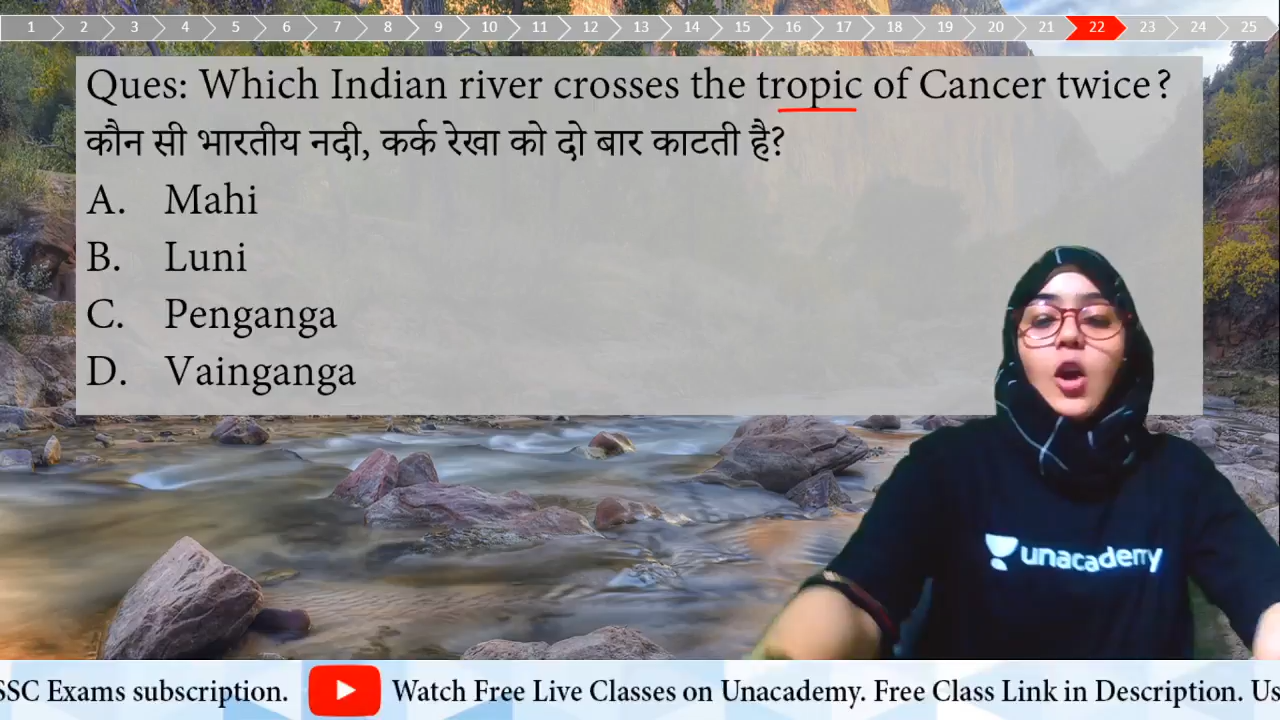 1 2 3 4 5 6 7 8 9 10 11 12 13 14 15 16 17 18 19 20 21 22 23 24 25
Ques: Which Indian river crosses the tropic of Cancer twice?
कौन सी भारतीय नदी, कर्क रेखा को दो बार काटती है?
A. Mahi
B. Luni
C. Penganga
D. Vainganga
unacademy
SSC Exams subscription. Watch Free Live Classes on Unacademy. Free Class Link in Description. Us